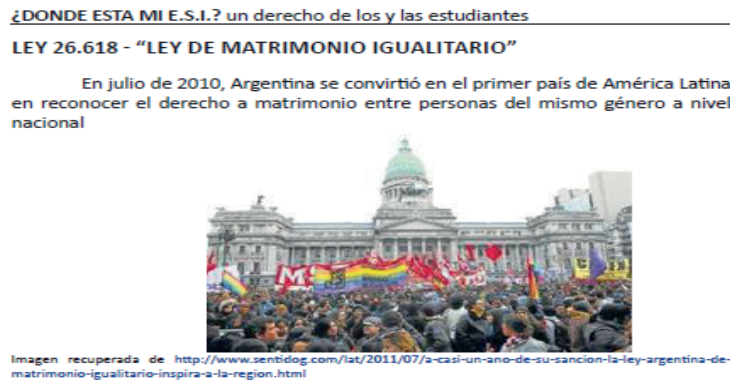 ¿DONDE ESTA MI E.S.I.? un derecho de los y las estudiantes
LEY 26.618 - “LEY DE MATRIMONIO IGUALITARIO”
En julio de 2010, Argentina se convirtió en el primer país de América Latina
en reconocer el derecho a matrimonio entre personas del mismo género a nivel
nacional
Imagen recuperada de http://www.sentidog.com/lat/2011/07/a-casi-un-ano-de-su-sancion-la-ley-argentina-de-
matrimonio-igualitario-inspira-a-la-region.html